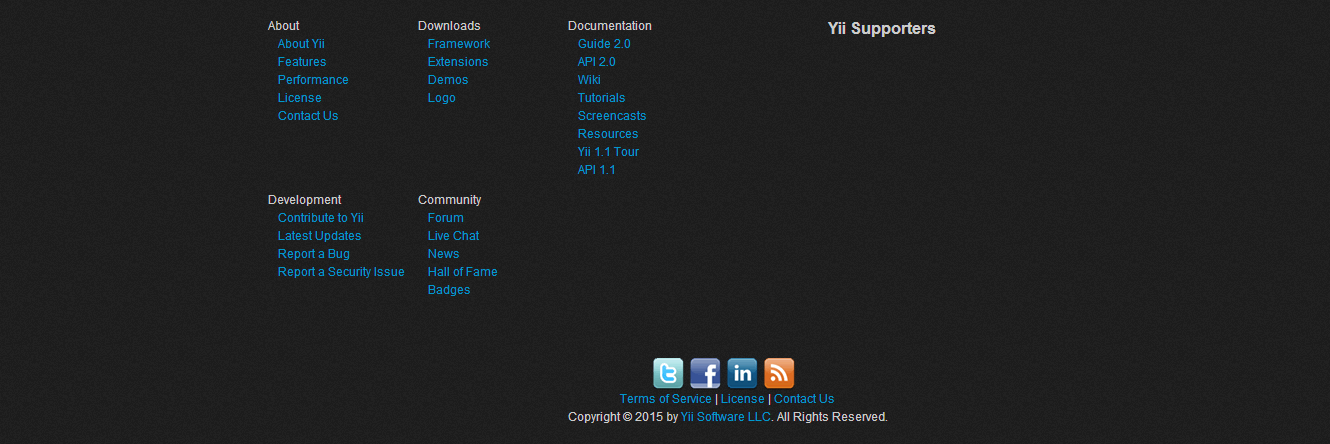 About
About Yii
Features
Performance
License
Contact Us
Downloads
Framework
Extensions
Demos
Logo
Documentation
Guide 2.0
API 2.0
Wiki
Tutorials
Screencasts
Resources
Yii 1.1 Tour
API 1.1
Yii Supporters
Development
Contribute to Yii
Latest Updates
Report a Bug
Report a Security Issue
Community
Forum
Live Chat
News
Hall of Fame
Badges
Terms of Service | License | Contact Us
Copyright © 2015 by Yii Software LLC. All Rights Reserved.